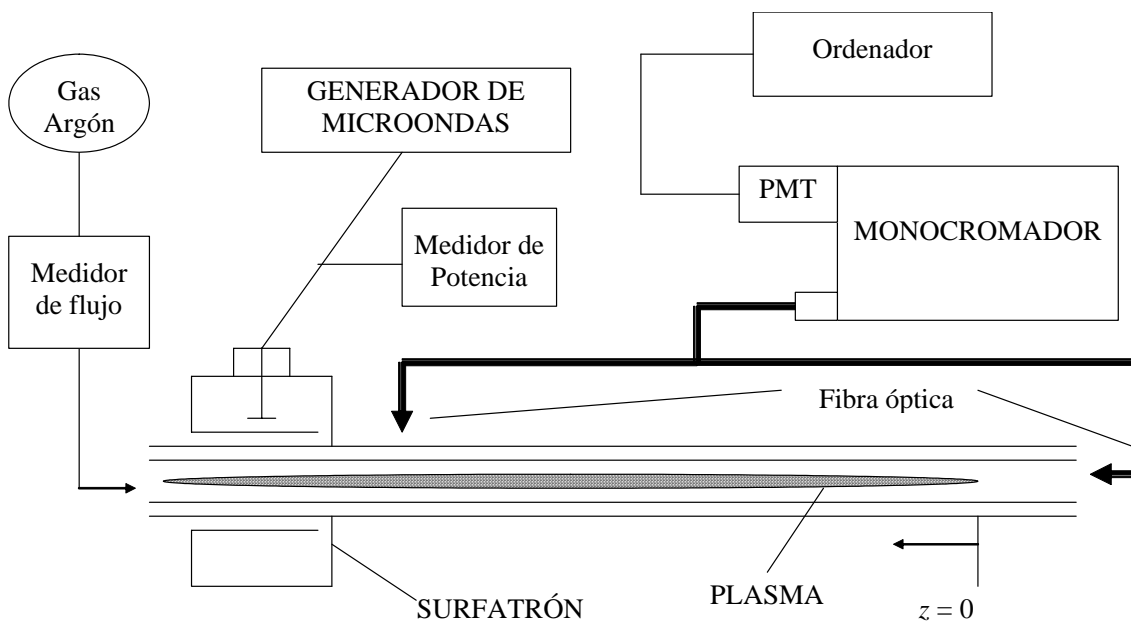 Ordenador
Gas
Argón
GENERADOR DE
MICROONDAS
PMT
MONOCROMADOR
Medidor de
Potencia
Medidor
de flujo
Fibra óptica
SURFATRÓN
PLASMA
z = 0